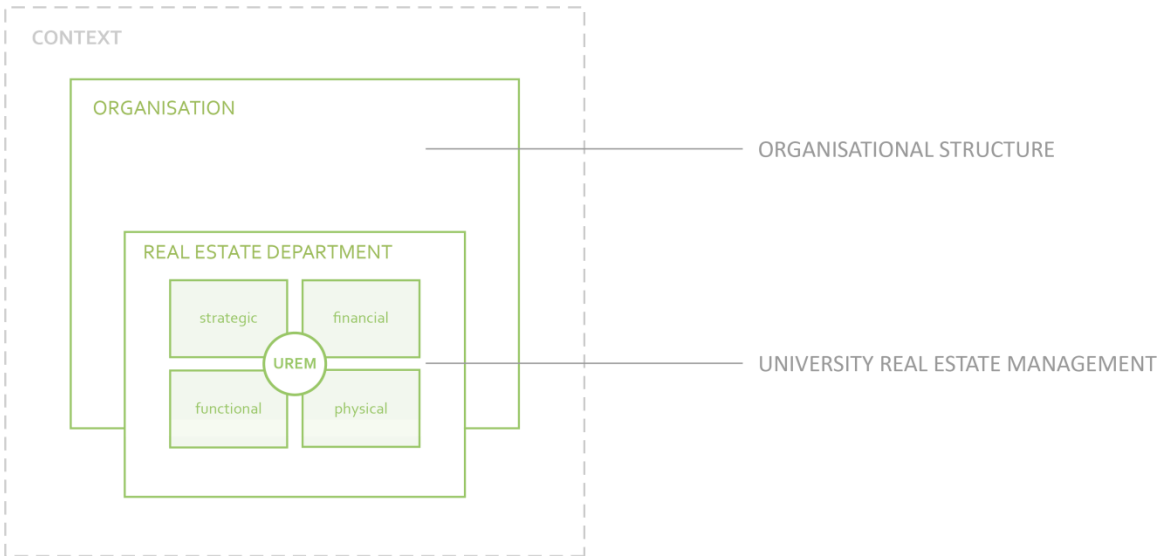 CONTEXT
ORGANISATION
ORGANISATIONAL STRUCTURE
REAL ESTATE DEPARTMENT
strategic
financial
UREM
UNIVERSITY REAL ESTATE MANAGEMENT
functional
physical